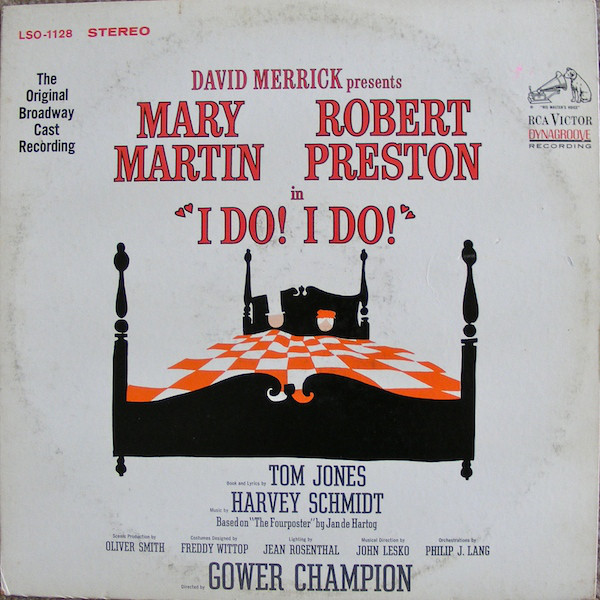 LSO-1128 STEREO
The
Original
Broadway
Cast
Recording
"HIS MASTER'S VOICE"
RCA VICTOR
DYNAGROOVE
RECORDING
DAVID MERRICK presents
MARY ROBERT
MARTIN PRESTON
in
"I DO! I DO!"
Book and Lyrics by TOM JONES
Music by HARVEY SCHMIDT
Based on "The Fourposter" by Jan de Hartog
Scenic Production by Costumes Designed by Lighting by Musical Direction by Orchestrations by
OLIVER SMITH FREDDY WITTOP JEAN ROSENTHAL JOHN LESKO PHILIP J. LANG
Directed by GOWER CHAMPION